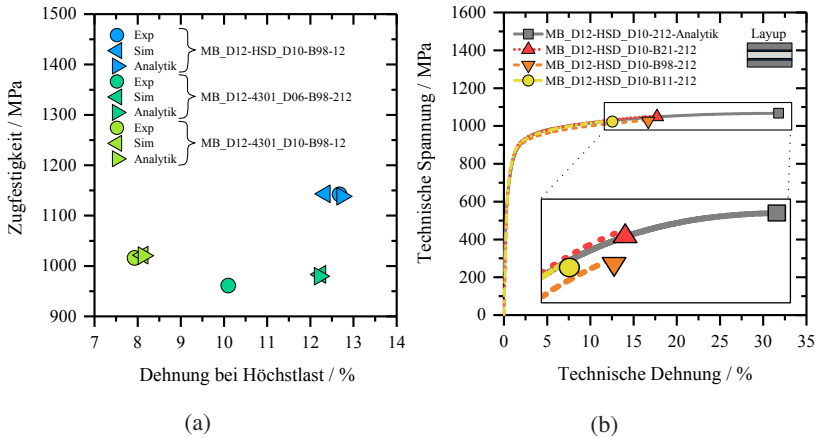 (a)
1500
1400
1300
1200
1100
1000
900
Zugfestigkeit / MPa
Exp
Sim
Analytik
MB_D12-HSD_D10-B98-12
Exp
Sim
Analytik
MB_D12-4301_D06-B98-212
Exp
Sim
Analytik
MB_D12-4301_D10-B98-12
7 8 9 10 11 12 13 14
Dehnung bei Höchstlast / %
(a)
(b)
1600
1400
1200
1000
800
600
400
200
0
Technische Spannung / MPa
MB_D12-HSD_D10-212-Analytik
MB_D12-HSD_D10-B21-212
MB_D12-HSD_D10-B98-212
MB_D12-HSD_D10-B11-212
Layup
0 5 10 15 20 25 30 35
Technische Dehnung / %
(b)